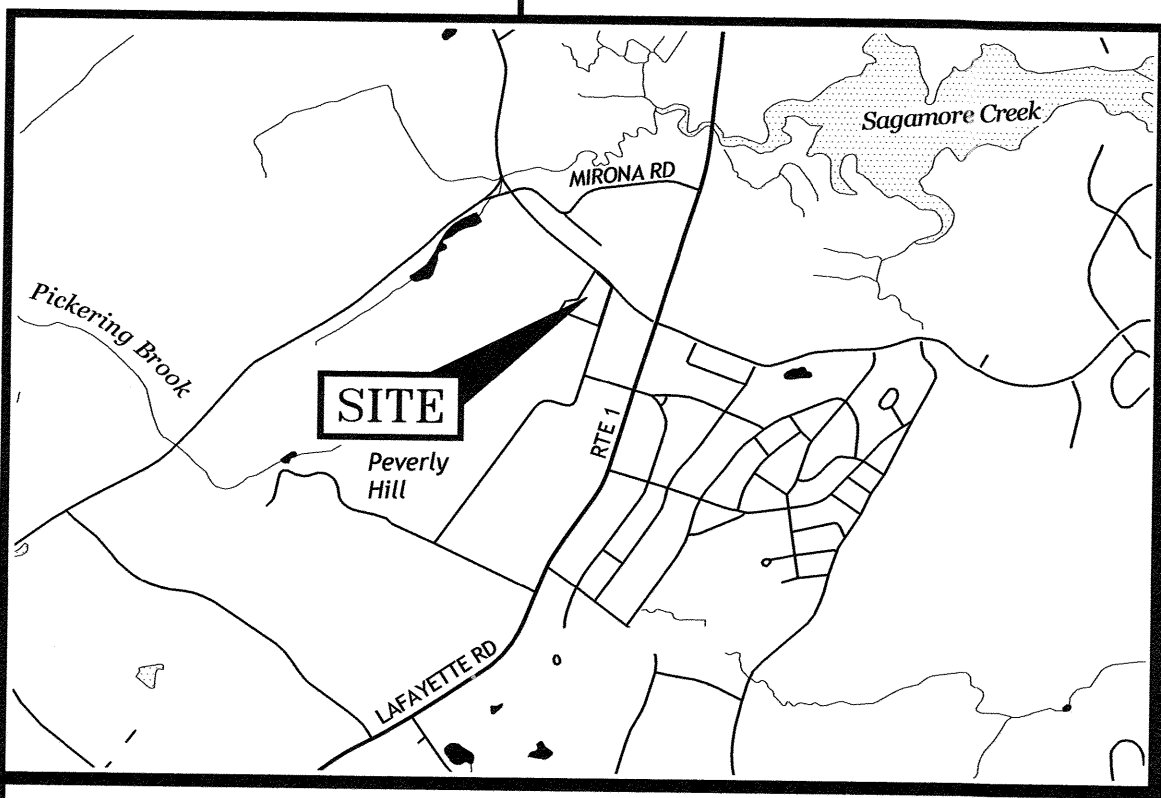 Sagamore Creek
MIRONA RD
Pickering Brook
SITE
RTE 1
Peverly
Hill
LAFAYETTE RD